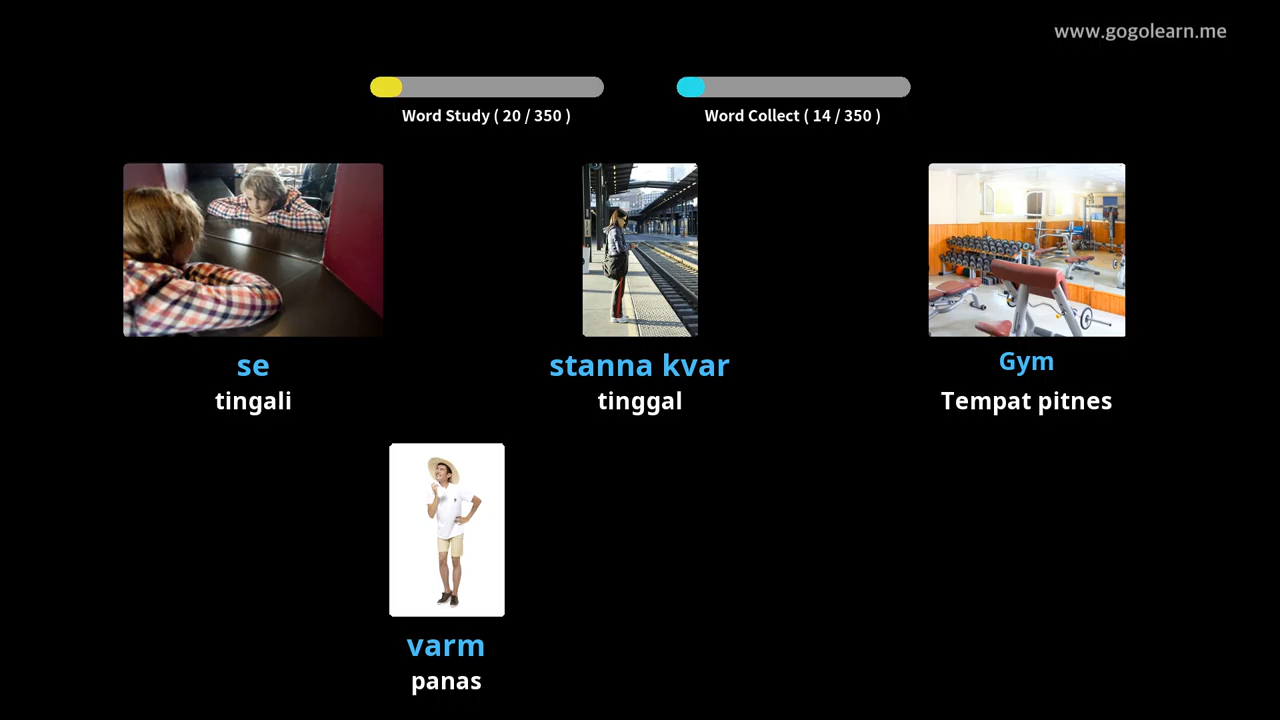 www.gogolearn.me
Word Study ( 20 / 350 )
Word Collect ( 14 / 350 )
se
tingali
stanna kvar
tinggal
Gym
Tempat pitnes
varm
panas